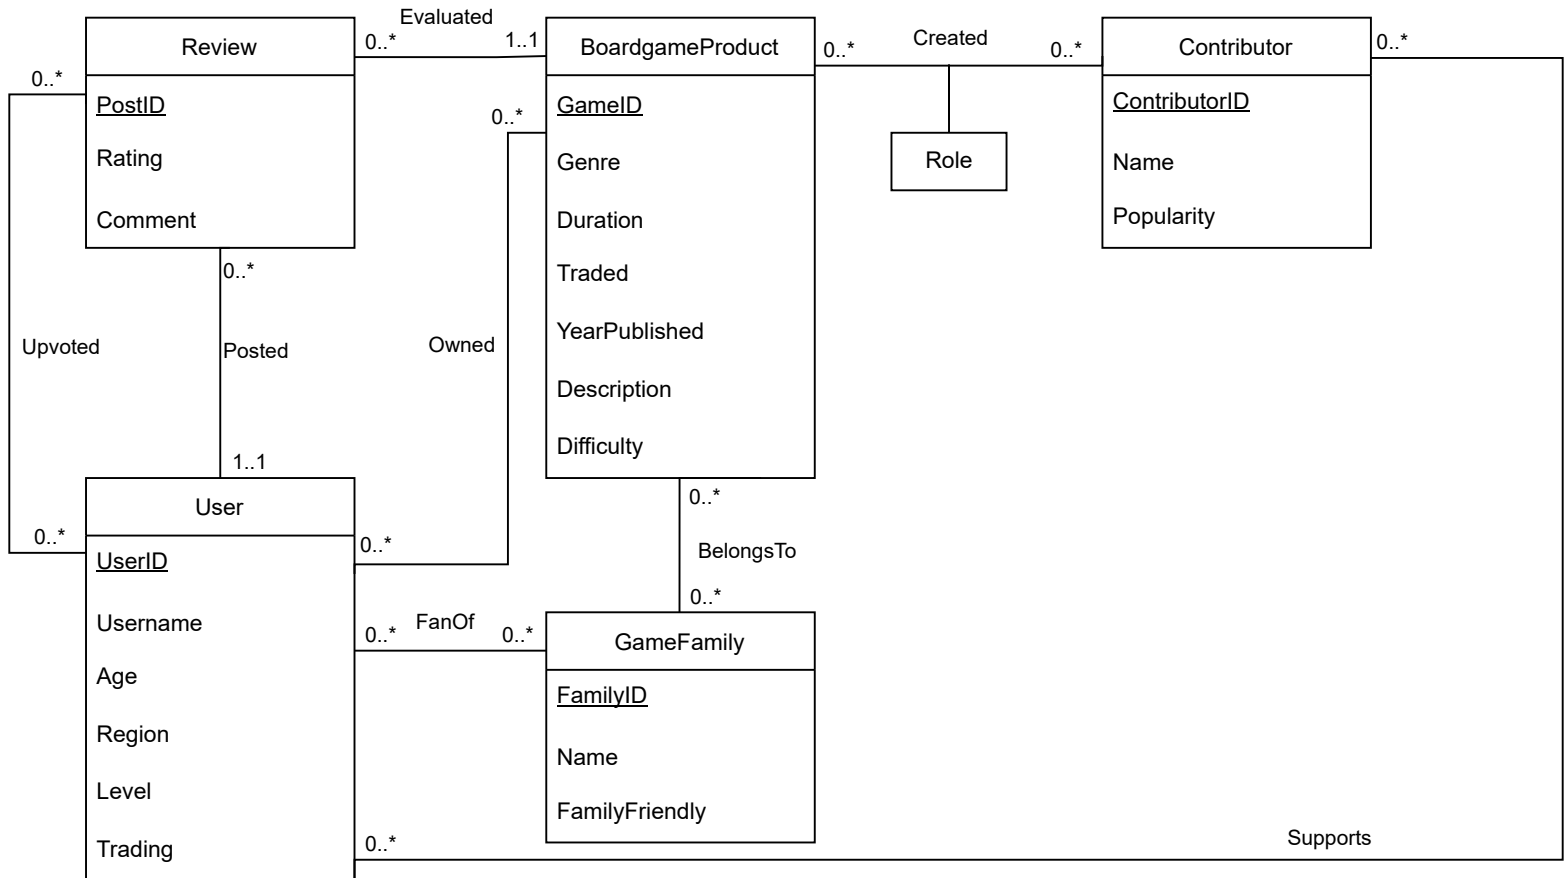 Evaluated
0..*
1..1
Review
PostID
Rating
Comment
0..*
BoardgameProduct
GameID
Genre
Duration
Traded
YearPublished
Description
Difficulty
0..*
Created
0..*
Role
Contributor
ContributorID
Name
Popularity
0..*
0..*
0..*
Upvoted
Posted
Owned
1..1
0..*
0..*
User
UserID
Username
Age
Region
Level
Trading
0..*
BelongsTo
0..*
0..*
FanOf
0..*
GameFamily
FamilyID
Name
FamilyFriendly
0..*
Supports